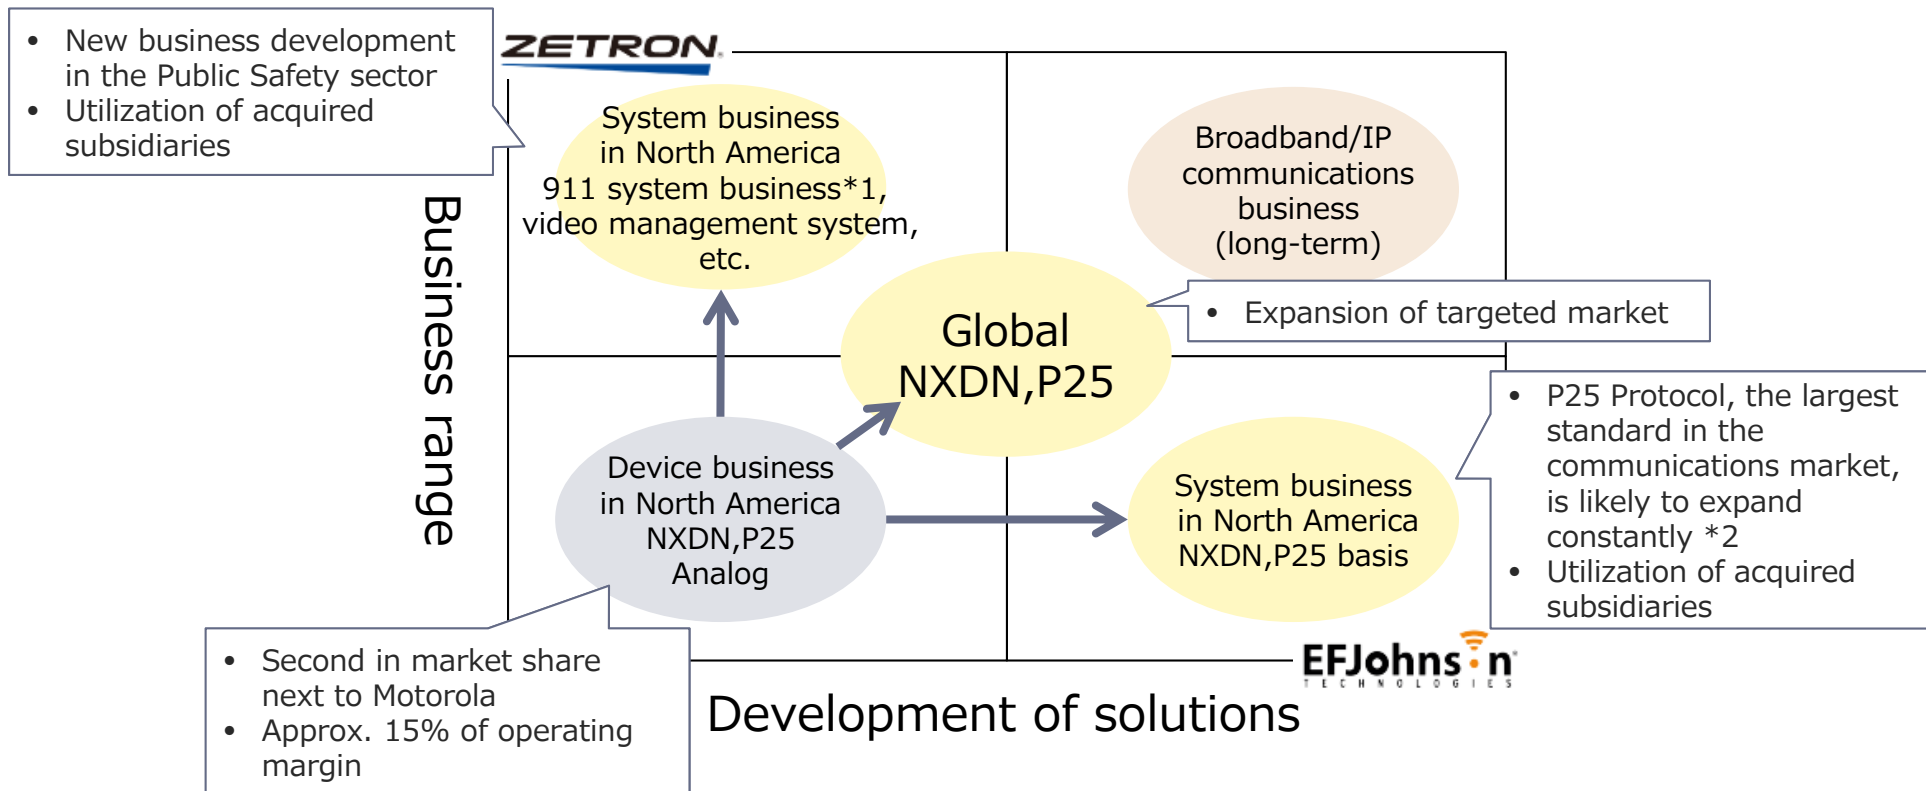 • New business development
in the Public Safety sector
• Utilization of acquired
subsidiaries
ZETRON®
System business
in North America
911 system business*1,
video management system,
etc.
Broadband/IP
communications
business
(long-term)
• Expansion of targeted market
Global
NXDN,P25
Business range
Device business
in North America
NXDN,P25
Analog
System business
in North America
NXDN,P25 basis
• P25 Protocol, the largest
standard in the
communications market,
is likely to expand
constantly *2
• Utilization of acquired
subsidiaries
• Second in market share
next to Motorola
• Approx. 15% of operating
margin
EFJohnson®
TECHNOLOGIES
Development of solutions